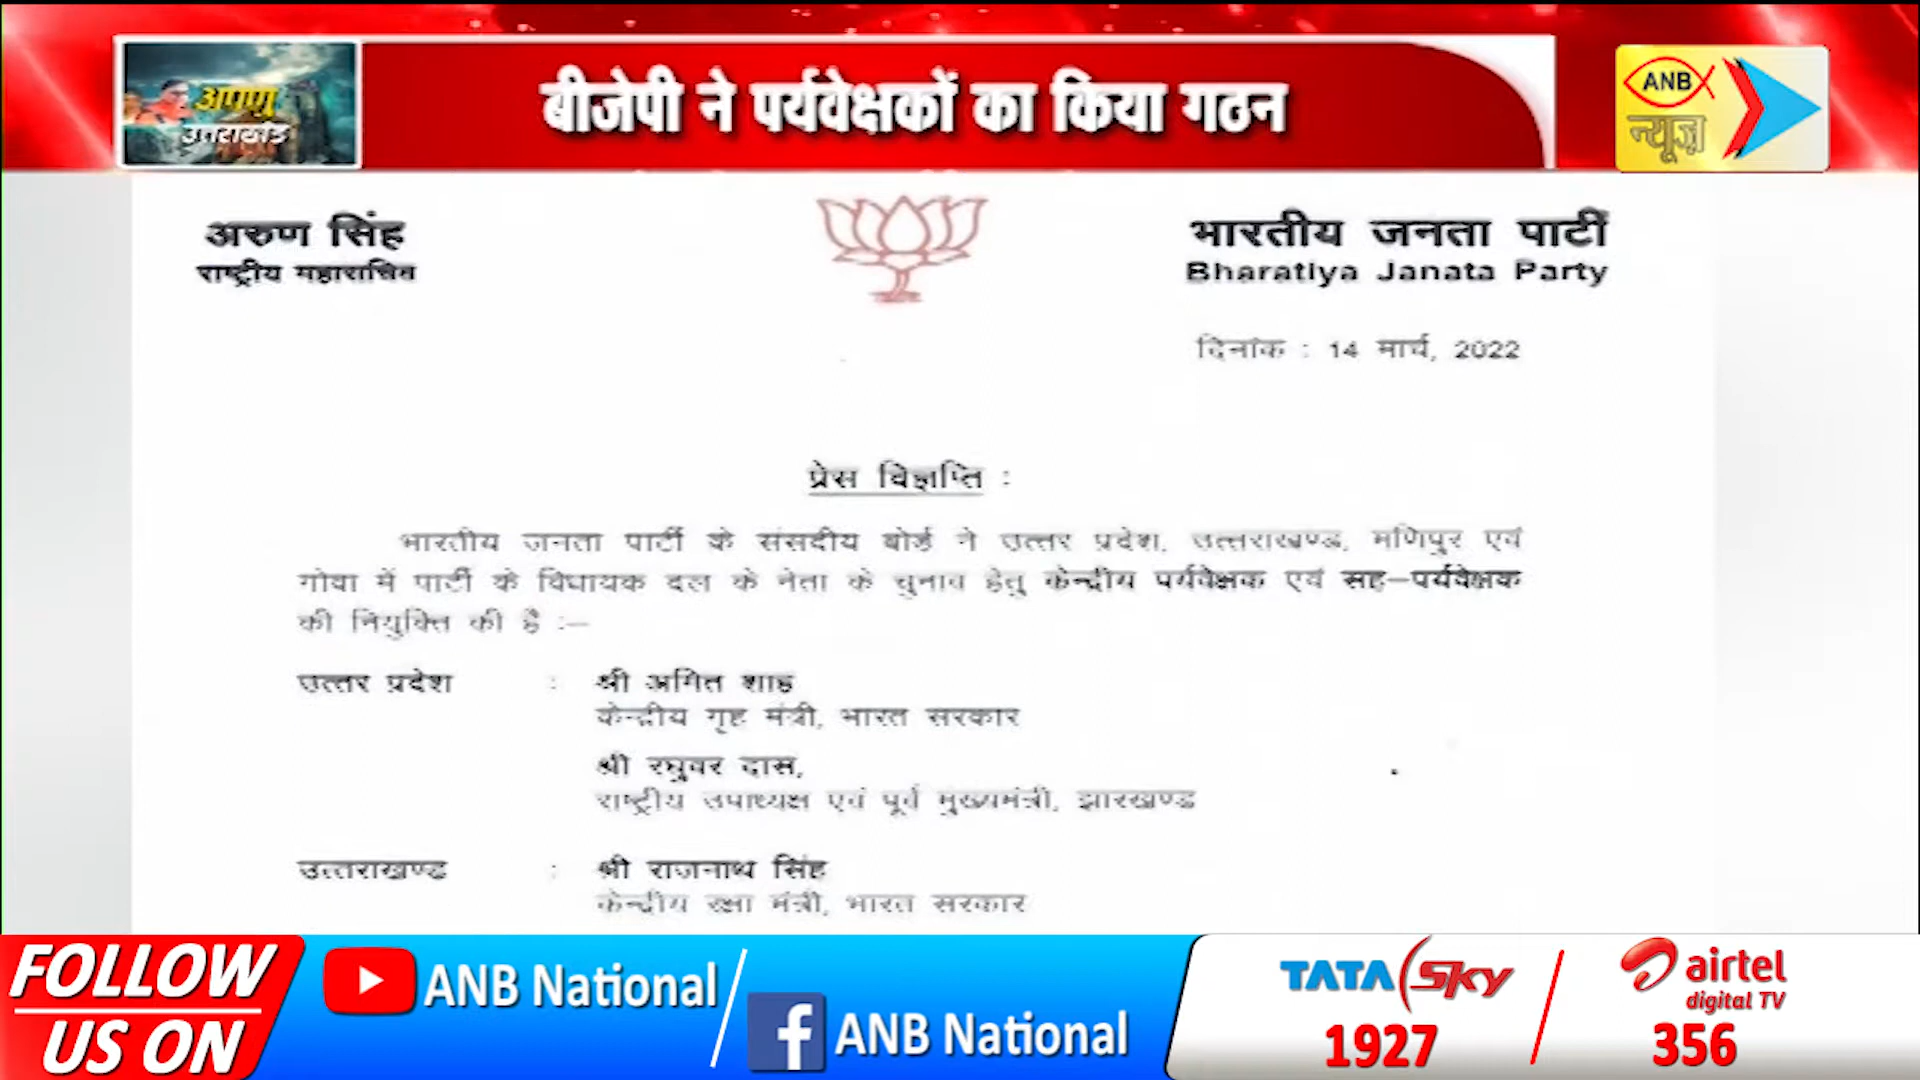 अपणु
उत्तराखंड
बीजेपी ने पर्यवेक्षकों का किया गठन
ANB
न्यूज़
अरुण सिंह
राष्ट्रीय महासचिव
भारतीय जनता पार्टी
Bharatiya Janata Party
दिनांक : 14 मार्च, 2022
प्रेस विज्ञप्ति :
भारतीय जनता पार्टी के संसदीय बोर्ड ने उत्तर प्रदेश, उत्तराखण्ड, मणिपुर एवं
गोवा में पार्टी के विधायक दल के नेता के चुनाव हेतु केन्द्रीय पर्यवेक्षक एवं सह-पर्यवेक्षक
की नियुक्ति की है :—
उत्तर प्रदेश : श्री अमित शाह
केन्द्रीय गृह मंत्री, भारत सरकार
श्री रघुवर दास,
राष्ट्रीय उपाध्यक्ष एवं पूर्व मुख्यमंत्री, झारखण्ड
उत्तराखण्ड : श्री राजनाथ सिंह
केन्द्रीय रक्षा मंत्री, भारत सरकार
FOLLOW
US ON
ANB National
ANB National
TATA Sky
1927
airtel
digital TV
356